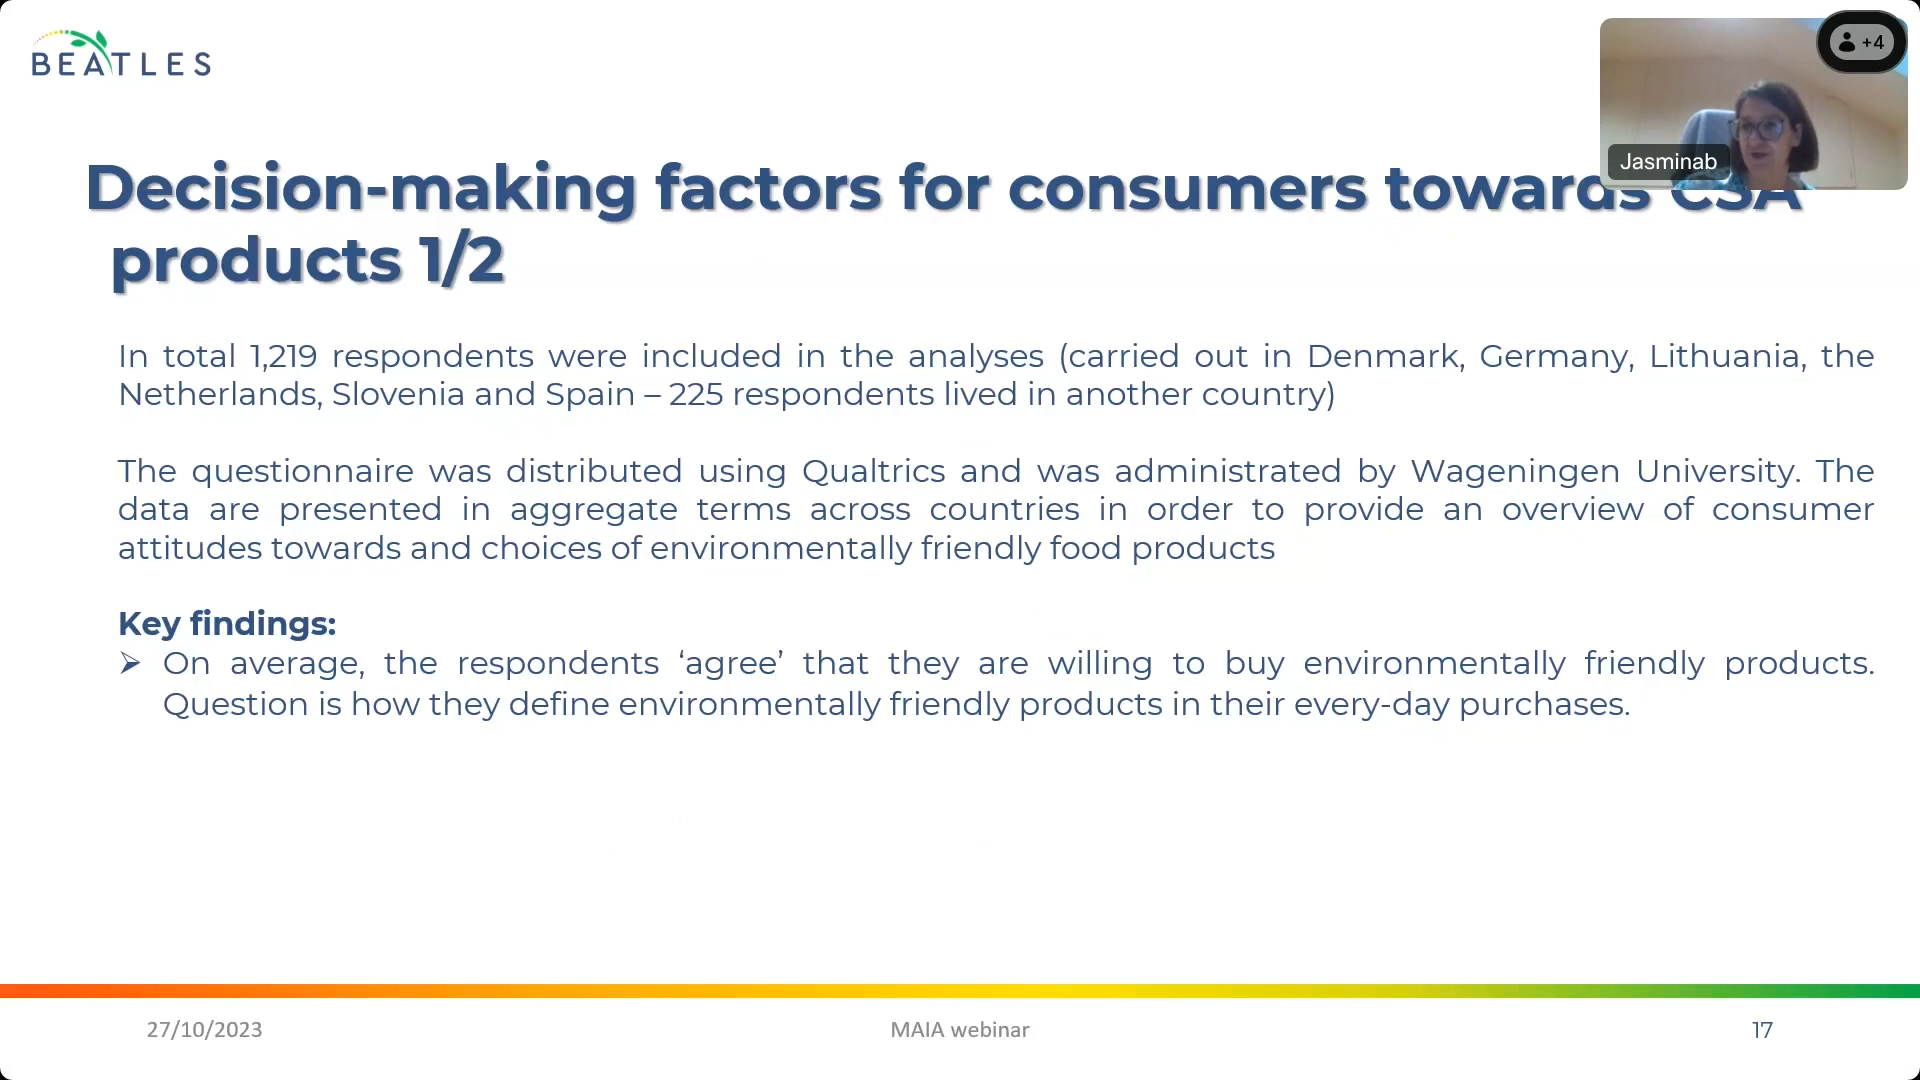 BEATLES
+4
Jasminab
Decision-making factors for consumers towards CSA
products 1/2
In total 1,219 respondents were included in the analyses (carried out in Denmark, Germany, Lithuania, the
Netherlands, Slovenia and Spain – 225 respondents lived in another country)
The questionnaire was distributed using Qualtrics and was administrated by Wageningen University. The
data are presented in aggregate terms across countries in order to provide an overview of consumer
attitudes towards and choices of environmentally friendly food products
Key findings:
➢ On average, the respondents ‘agree’ that they are willing to buy environmentally friendly products.
Question is how they define environmentally friendly products in their every-day purchases.
27/10/2023
MAIA webinar
17